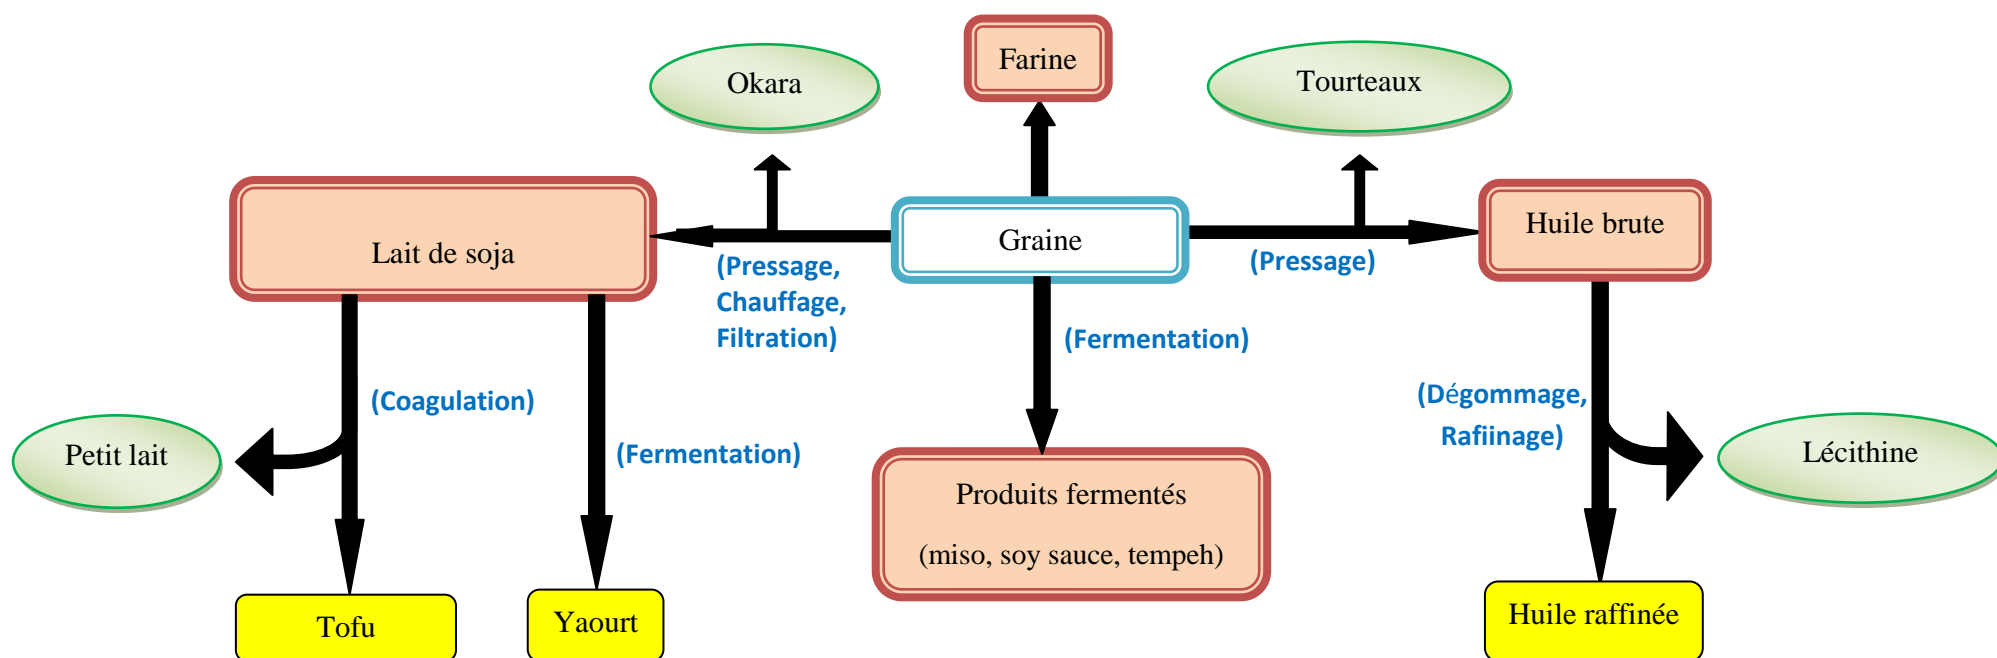 Farine
Okara
Tourteaux
Lait de soja
Graine
Huile brute
(Pressage,
Chauffage,
Filtration)
(Pressage)
(Fermentation)
(Coagulation)
(Dégommage,
Rafiinage)
Petit lait
(Fermentation)
Lécithine
Produits fermentés
(miso, soy sauce, tempeh)
Tofu
Yaourt
Huile raffinée